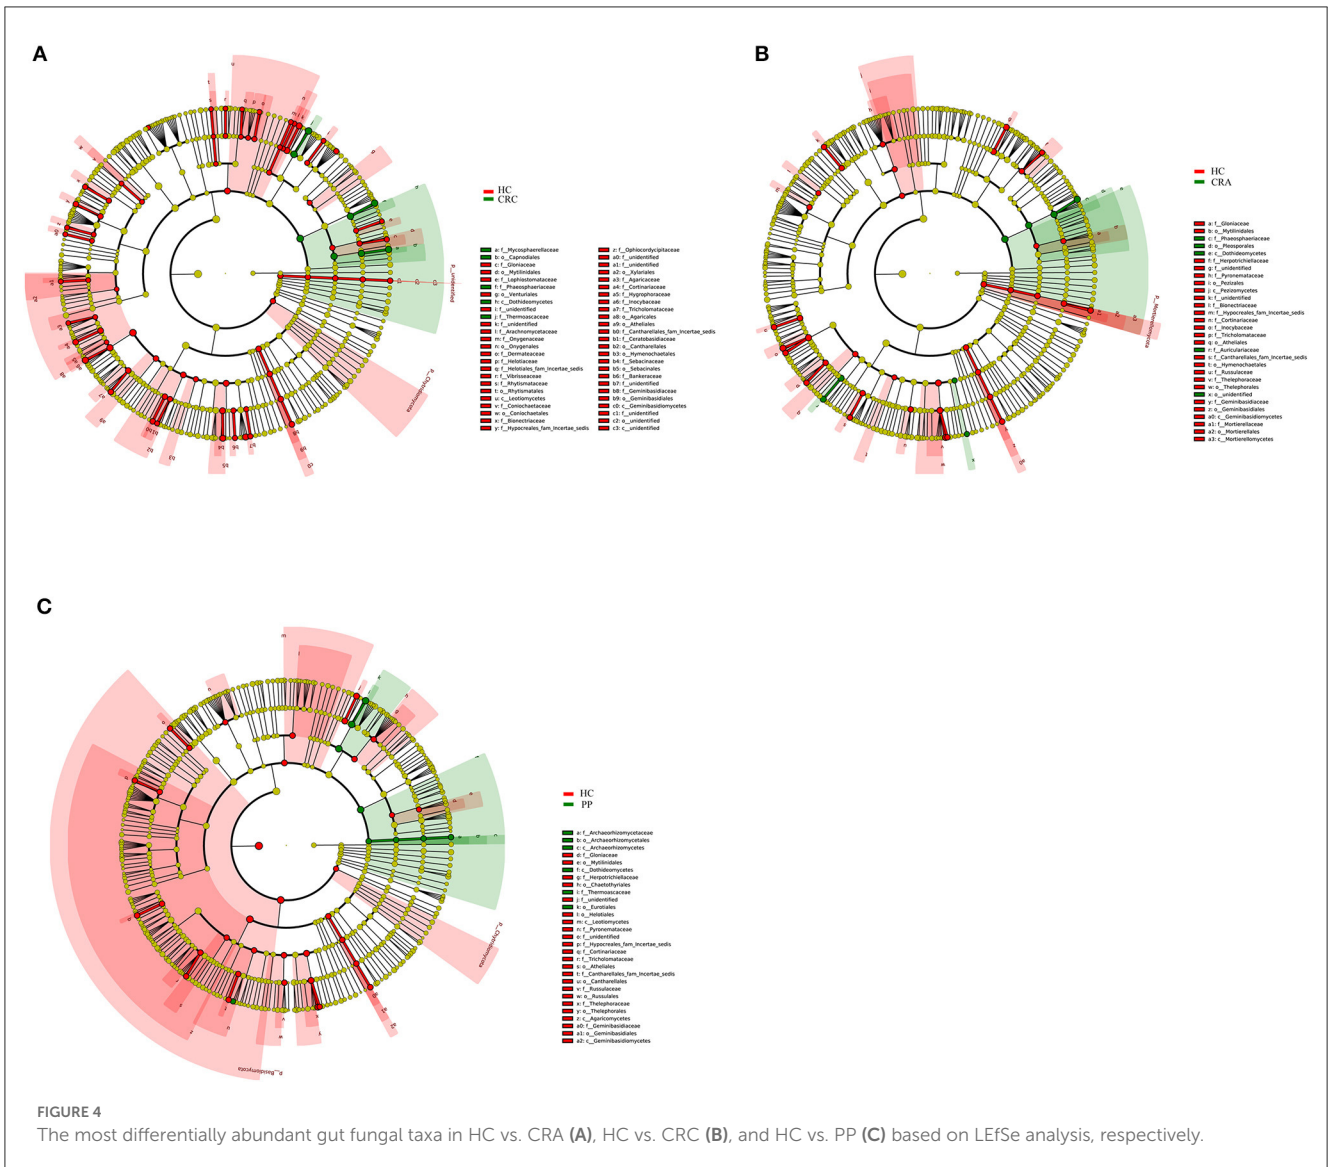 A
HC
CRC
a: f__Mycosphaerellaceae
b: o__Capnodiales
c: f__Gloniaceae
d: o__Mytilinidales
e: f__Lophiostomataceae
f: f__Phaeosphaeriaceae
g: o__Venturiales
h: c__Dothideomycetes
i: f__unidentified
j: f__Thermoascaceae
k: f__unidentified
l: f__Arachnomycetaceae
m: f__Onygenaceae
n: o__Onygenales
o: f__Dermateaceae
p: f__Helotiaceae
q: f__Helotiales_fam_Incertae_sedis
r: f__Vibrisseaceae
s: f__Rhytismataceae
t: o__Rhytismatales
u: c__Leotiomycetes
v: f__Coniochaetaceae
w: o__Coniochaetales
x: f__Bionectriaceae
y: f__Hypocreales_fam_Incertae_sedis
z: f__Ophiocordycipitaceae
a0: f__unidentified
a1: f__unidentified
a2: o__Xylariales
a3: f__Agaricaceae
a4: f__Cortinariaceae
a5: f__Hygrophoraceae
a6: f__Inocybaceae
a7: f__Tricholomataceae
a8: o__Agaricales
a9: o__Atheliales
b0: f__Cantharellales_fam_Incertae_sedis
b1: f__Ceratobasidiaceae
b2: o__Cantharellales
b3: o__Hymenochaetales
b4: f__Sebacinaceae
b5: o__Sebacinales
b6: f__Bankeraceae
b7: f__unidentified
b8: f__Geminibasidiaceae
b9: o__Geminibasidiales
c0: c__Geminibasidiomycetes
c1: f__unidentified
c2: o__unidentified
c3: c__unidentified
p__unidentified
p__Chytridiomycota
B
HC
CRA
a: f__Gloniaceae
b: o__Mytilinidales
c: f__Phaeosphaeriaceae
d: o__Pleosporales
e: c__Dothideomycetes
f: f__Herpotrichiellaceae
g: f__unidentified
h: f__Pyronemataceae
i: o__Pezizales
j: c__Pezizomycetes
k: f__unidentified
l: f__Bionectriaceae
m: f__Hypocreales_fam_Incertae_sedis
n: f__Cortinariaceae
o: f__Inocybaceae
p: f__Tricholomataceae
q: o__Atheliales
r: f__Auriculariaceae
s: f__Cantharellales_fam_Incertae_sedis
t: o__Hymenochaetales
u: f__Russulaceae
v: f__Thelephoraceae
w: o__Thelephorales
x: o__unidentified
y: f__Geminibasidiaceae
z: o__Geminibasidiales
a0: c__Geminibasidiomycetes
a1: f__Mortierellaceae
a2: o__Mortierellales
a3: c__Mortierellomycetes
p__Mortierellomycota
C
HC
PP
a: f__Archaeorhizomycetaceae
b: o__Archaeorhizomycetales
c: c__Archaeorhizomycetes
d: f__Gloniaceae
e: o__Mytilinidales
f: c__Dothideomycetes
g: f__Herpotrichiellaceae
h: o__Chaetothyriales
i: f__Thermoascaceae
j: f__unidentified
k: o__Eurotiales
l: o__Helotiales
m: c__Leotiomycetes
n: f__Pyronemataceae
o: f__unidentified
p: f__Hypocreales_fam_Incertae_sedis
q: f__Cortinariaceae
r: f__Tricholomataceae
s: o__Atheliales
t: f__Cantharellales_fam_Incertae_sedis
u: o__Cantharellales
v: f__Russulaceae
w: o__Russulales
x: f__Thelephoraceae
y: o__Thelephorales
z: c__Agaricomycetes
a0: f__Geminibasidiaceae
a1: o__Geminibasidiales
a2: c__Geminibasidiomycetes
p__Chytridiomycota
p__Basidiomycota
FIGURE 4
The most differentially abundant gut fungal taxa in HC vs. CRA (A), HC vs. CRC (B), and HC vs. PP (C) based on LEfSe analysis, respectively.